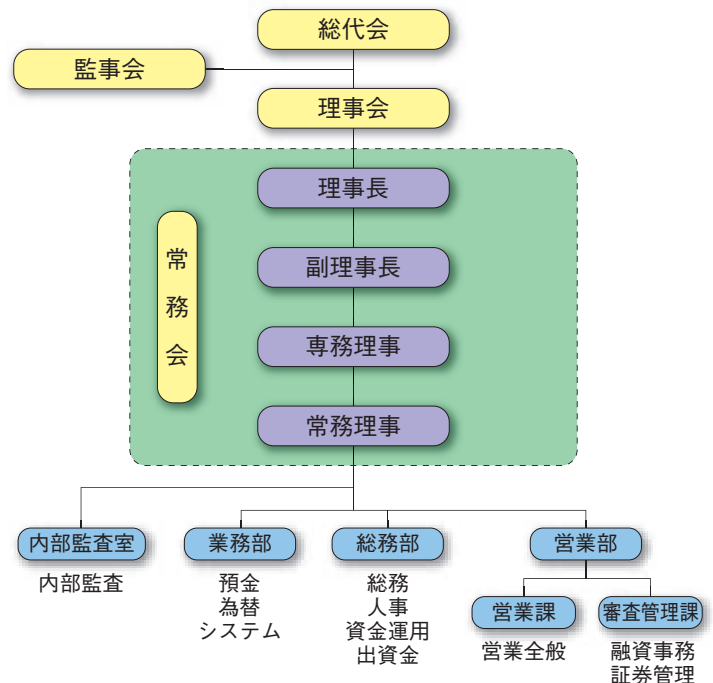 総代会
監事会
理事会
理事長
常務会
副理事長
専務理事
常務理事
内部監査室
業務部
総務部
営業部
内部監査
預金
為替
システム
総務
人事
資金運用
出資金
営業課
審査管理課
営業全般
融資事務
証券管理